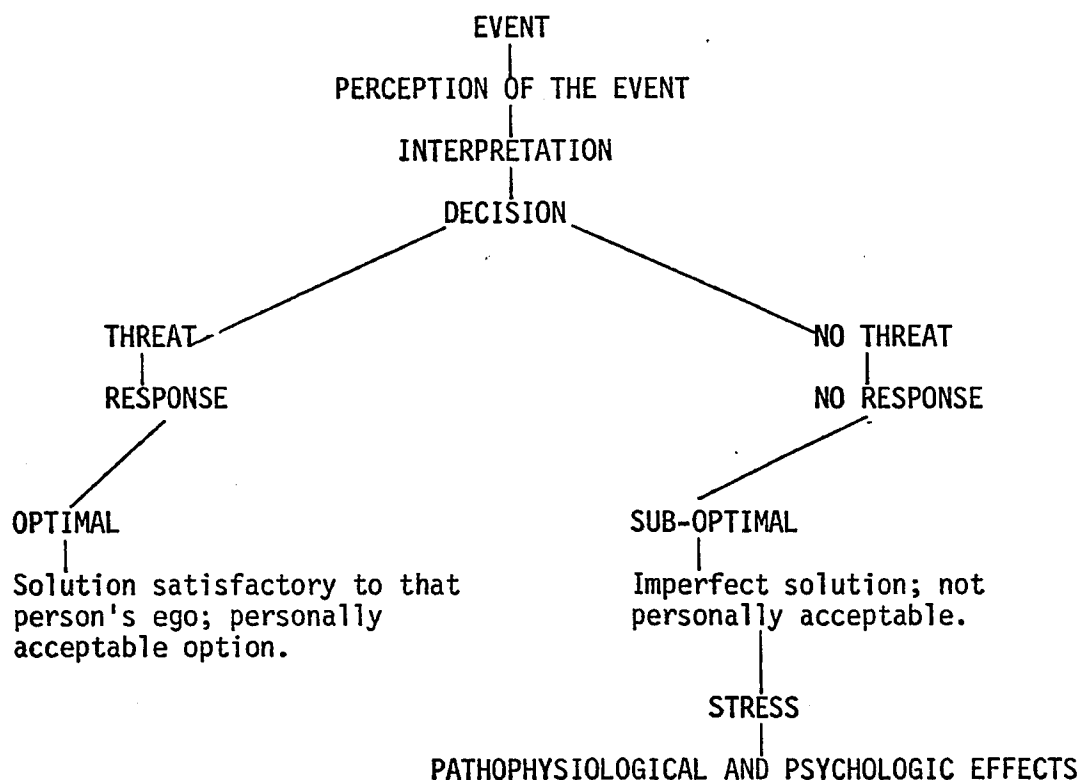 EVENT
PERCEPTION OF THE EVENT
INTERPRETATION
DECISION
THREAT
NO THREAT
RESPONSE
NO RESPONSE
OPTIMAL
SUB-OPTIMAL
Solution satisfactory to that
person's ego; personally
acceptable option.
Imperfect solution; not
personally acceptable.
STRESS
PATHOPHYSIOLOGICAL AND PSYCHOLOGIC EFFECTS